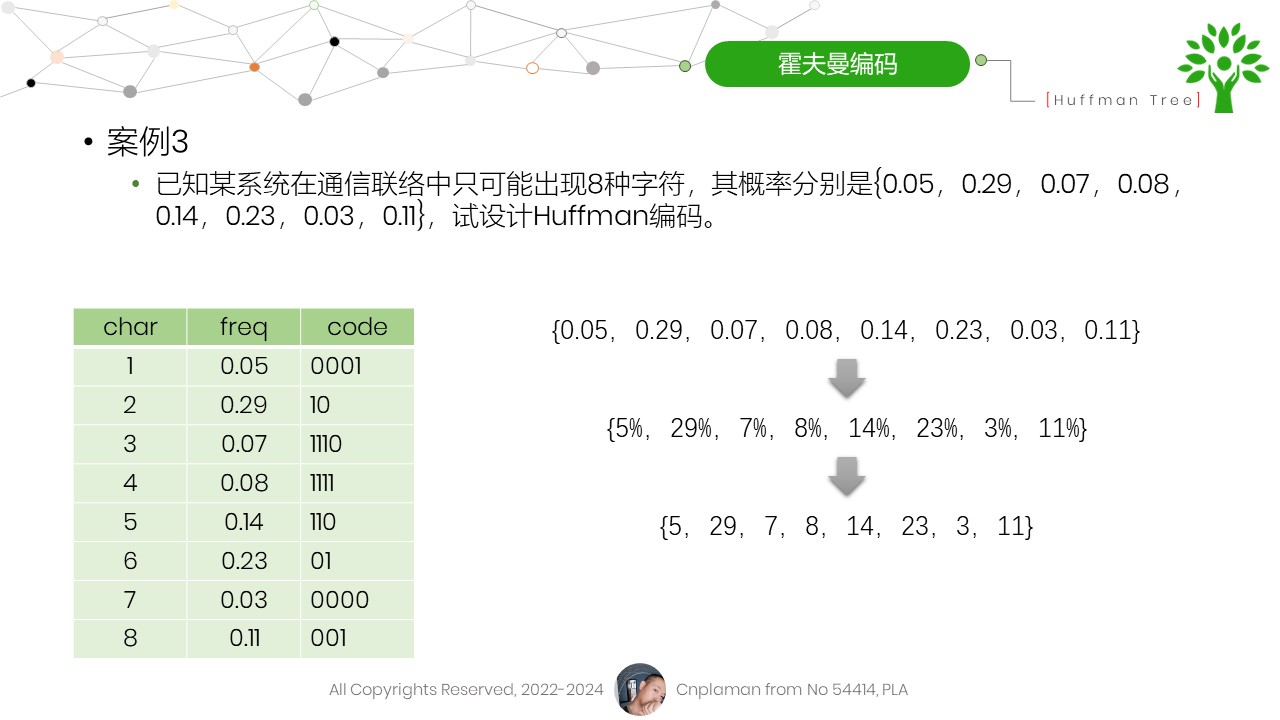 霍夫曼编码
[Huffman Tree]
• 案例3
• 已知某系统在通信联络中只可能出现8种字符，其概率分别是{0.05，0.29，0.07，0.08，
0.14，0.23，0.03，0.11}，试设计Huffman编码。
char freq code
1 0.05 0001
2 0.29 10
3 0.07 1110
4 0.08 1111
5 0.14 110
6 0.23 01
7 0.03 0000
8 0.11 001
{0.05，0.29，0.07，0.08，0.14，0.23，0.03，0.11}
{5%，29%，7%，8%，14%，23%，3%，11%}
{5，29，7，8，14，23，3，11}
All Copyrights Reserved, 2022-2024 Cnplaman from No 54414, PLA